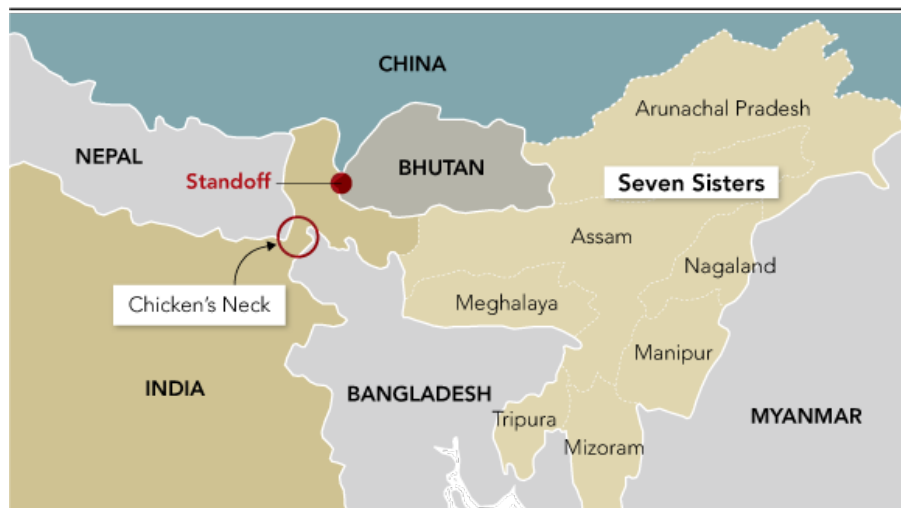 CHINA
Arunachal Pradesh
NEPAL
BHUTAN
Standoff
Seven Sisters
Assam
Nagaland
Chicken's Neck
Meghalaya
Manipur
INDIA
BANGLADESH
Tripura
MYANMAR
Mizoram